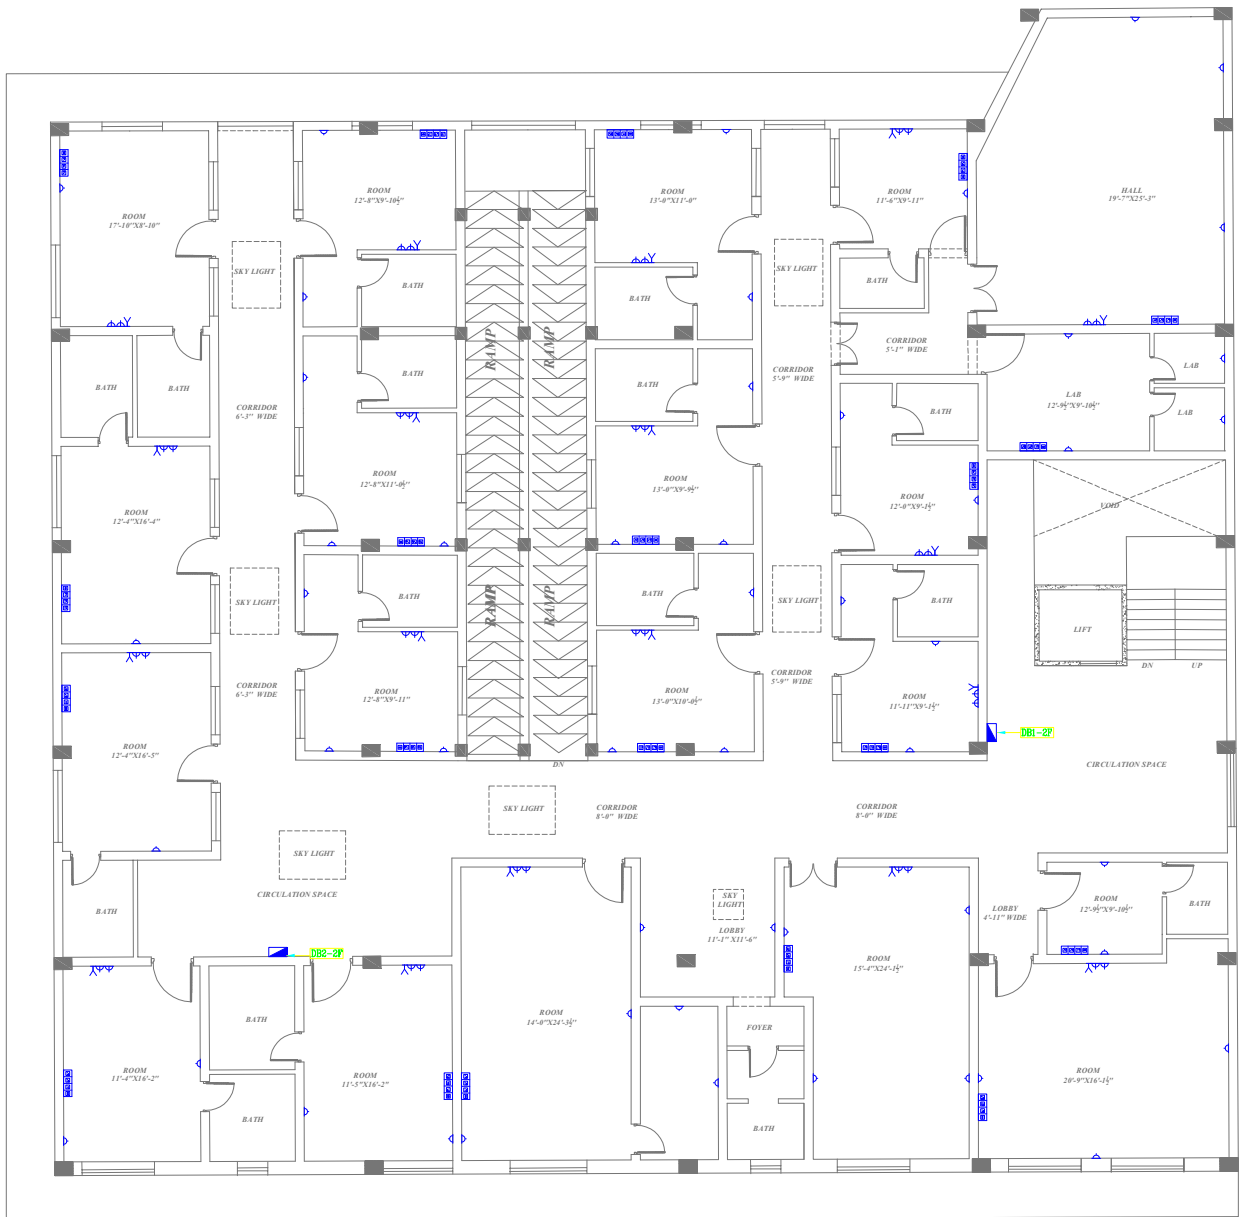 HALL
19'-7"X25'-3"
ROOM
12'-8"X9'-10½"
ROOM
13'-0"X11'-0"
ROOM
11'-6"X9'-11"
ROOM
17'-10"X8'-10"
SKY LIGHT
SKY LIGHT
BATH
BATH
BATH
RAMP
RAMP
CORRIDOR
5'-1" WIDE
LAB
CORRIDOR
5'-9" WIDE
BATH
BATH
BATH
BATH
LAB
12'-9½"X9'-10½"
LAB
CORRIDOR
6'-3" WIDE
BATH
ROOM
12'-8"X11'-0½"
ROOM
13'-0"X9'-9½"
ROOM
12'-0"X9'-1½"
VOID
ROOM
12'-4"X16'-4"
SKY LIGHT
BATH
RAMP
RAMP
BATH
SKY LIGHT
BATH
LIFT
DN
UP
CORRIDOR
6'-3" WIDE
ROOM
12'-8"X9'-11"
ROOM
13'-0"X10'-0½"
CORRIDOR
5'-9" WIDE
ROOM
11'-11"X9'-1½"
DB1-2F
ROOM
12'-4"X16'-5"
DN
CIRCULATION SPACE
SKY LIGHT
CORRIDOR
8'-0" WIDE
CORRIDOR
8'-0" WIDE
SKY LIGHT
CIRCULATION SPACE
SKY
LIGHT
ROOM
12'-9½"X9'-10½"
BATH
BATH
LOBBY
4'-11" WIDE
LOBBY
11'-1" X11'-6"
DB2-2F
ROOM
15'-4"X24'-1½"
BATH
ROOM
14'-0"X24'-3½"
FOYER
ROOM
11'-4"X16'-2"
ROOM
11'-5"X16'-2"
ROOM
20'-9"X16'-1½"
BATH
BATH